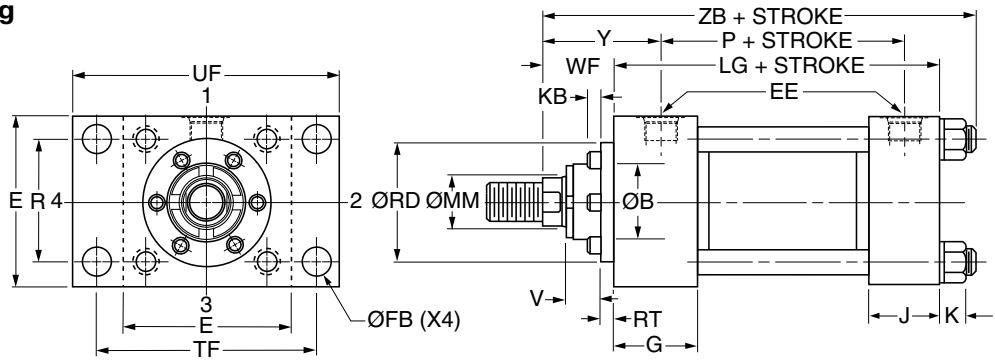 g
ZB + STROKE
Y
P + STROKE
UF
WF
LG + STROKE
1
KB
EE
E
R
4
2
ØRD
ØMM
ØB
3
V
ØFB (X4)
E
RT
J
K
TF
G